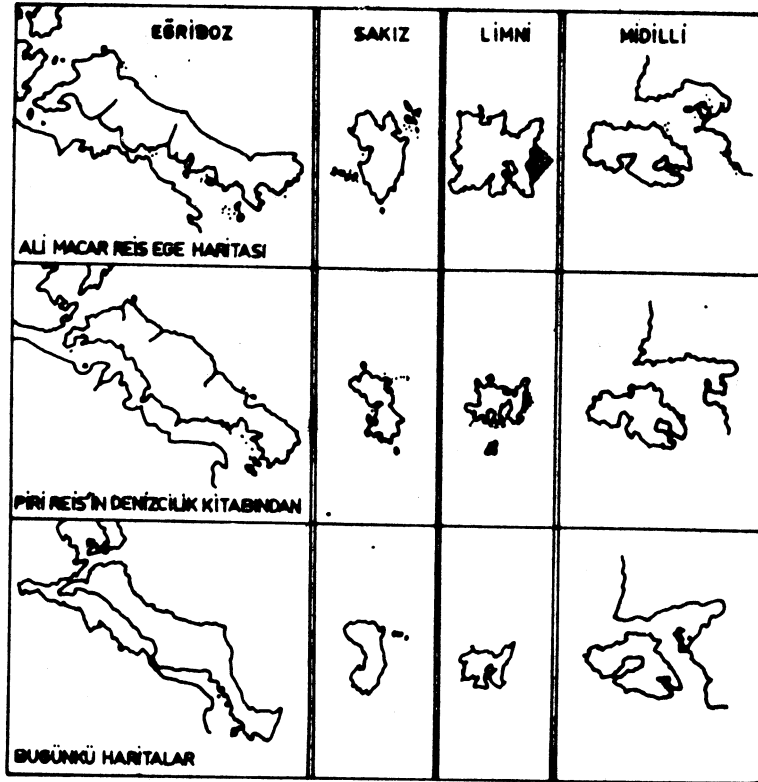 EĞRİBOZ
SAKIZ
LİMNİ
MİDİLLİ
ALİ MACAR REİS EGE HARİTASI
PİRİ REİS'İN DENİZCİLİK KİTABINDAN
BUGÜNKÜ HARİTALAR